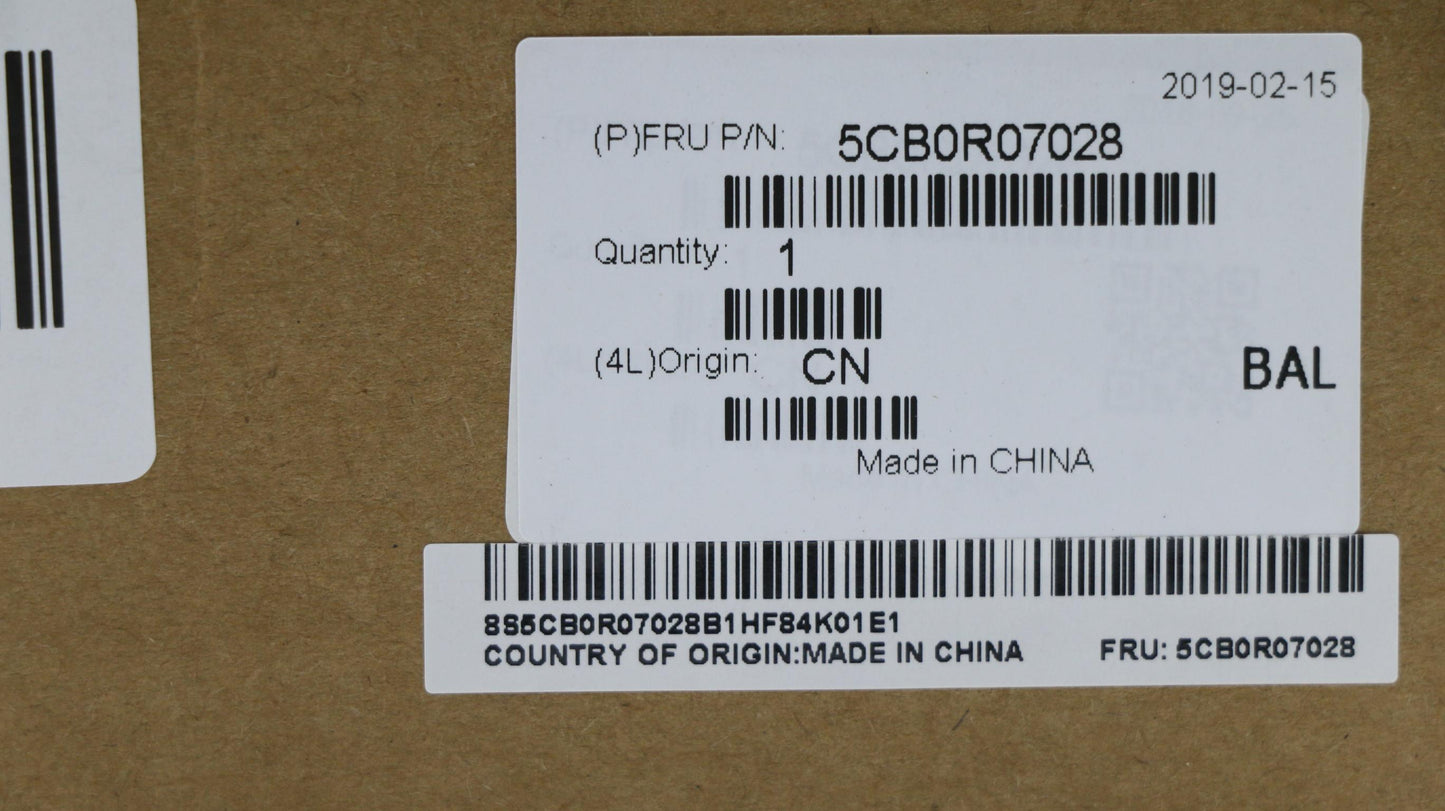 2019-02-15
(P)FRU P/N: 5CB0R07028
Quantity: 1
(4L)Origin: CN
BAL
Made in CHINA
8S5CB0R07028B1HF84K01E1
COUNTRY OF ORIGIN:MADE IN CHINA FRU: 5CB0R07028